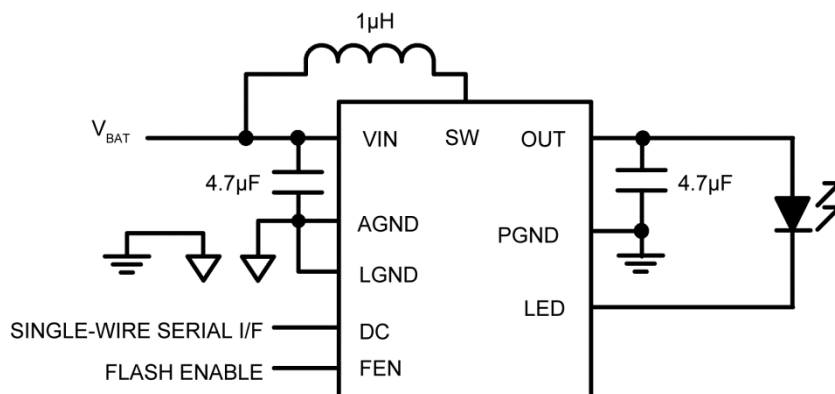 1µH
V_BAT
VIN
SW
OUT
4.7µF
4.7µF
AGND
PGND
LGND
LED
SINGLE-WIRE SERIAL I/F
DC
FLASH ENABLE
FEN